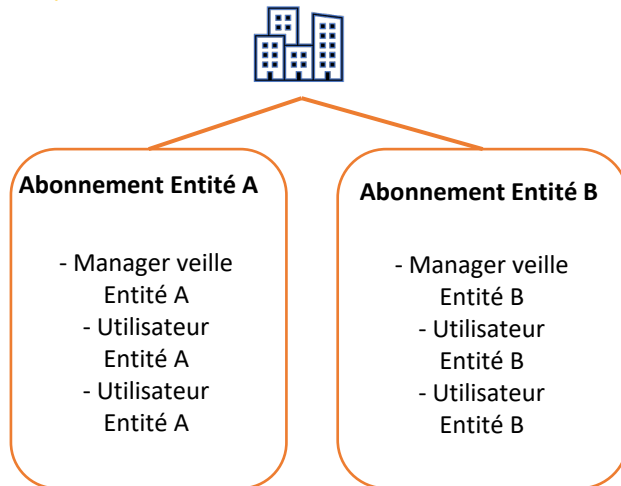 Abonnement Entité A
- Manager veille
Entité A
- Utilisateur
Entité A
- Utilisateur
Entité A
Abonnement Entité B
- Manager veille
Entité B
- Utilisateur
Entité B
- Utilisateur
Entité B